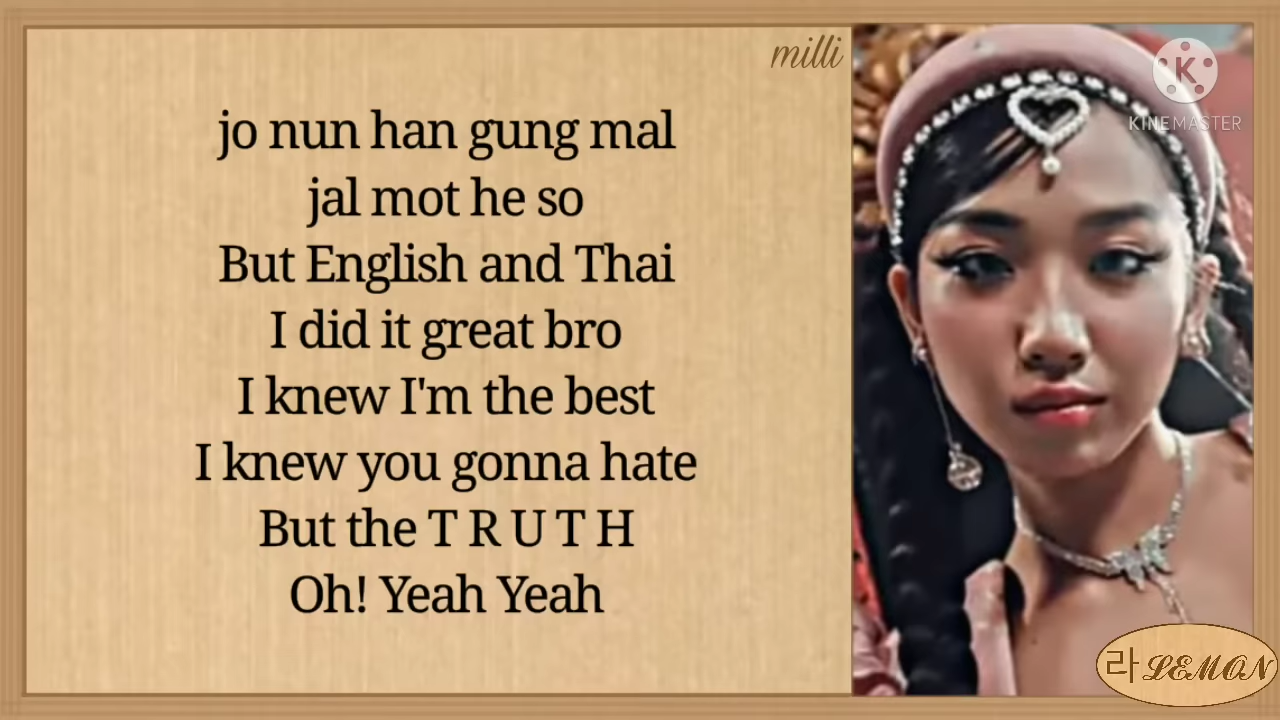 milli
jo nun han gung mal
jal mot he so
But English and Thai
I did it great bro
I knew I'm the best
I knew you gonna hate
But the T R U T H
Oh! Yeah Yeah
K
KINEMASTER
라 LEMON